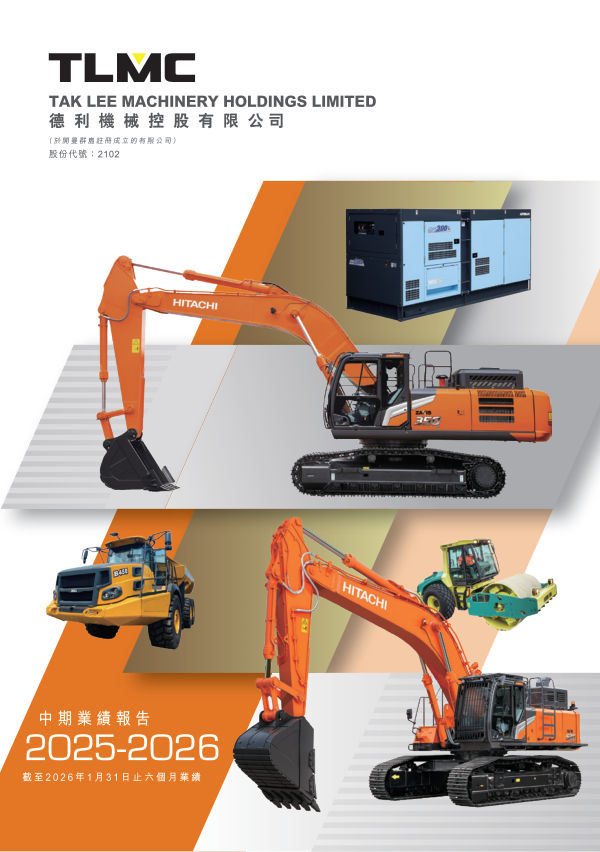 TLMC
TAK LEE MACHINERY HOLDINGS LIMITED
德利機械控股有限公司
（於開曼群島註冊成立的有限公司）
股份代號：2102
HITACHI
HITACHI
中期業績報告
2025-2026
截至2026年1月31日止六個月業績